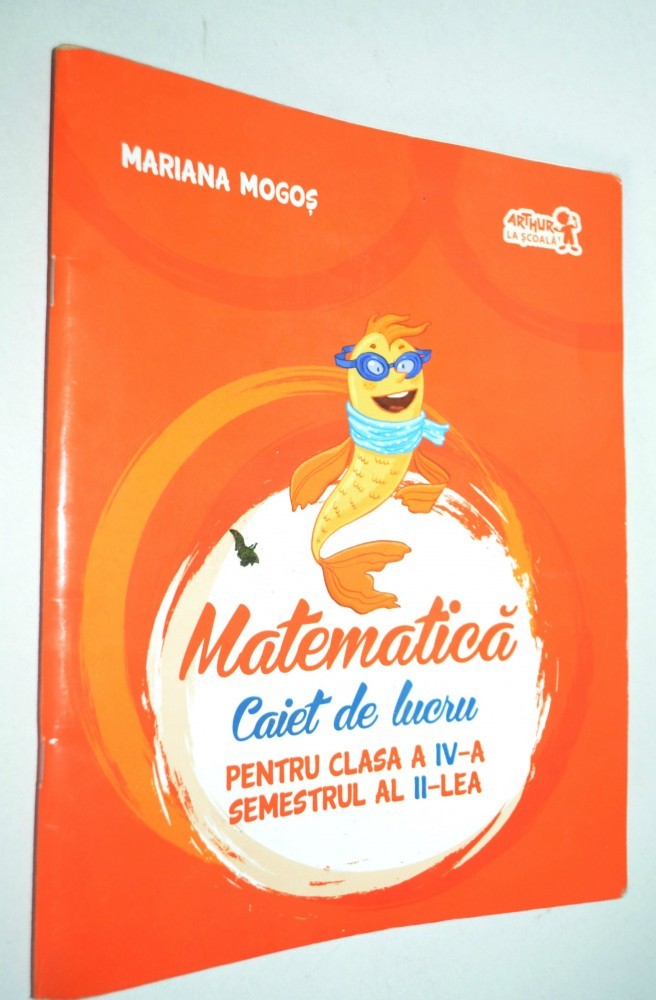 MARIANA MOGOȘ
ARTHUR
LA ȘCOALĂ!
Matematică
Caiet de lucru
PENTRU CLASA A IV-A
SEMESTRUL AL II-LEA